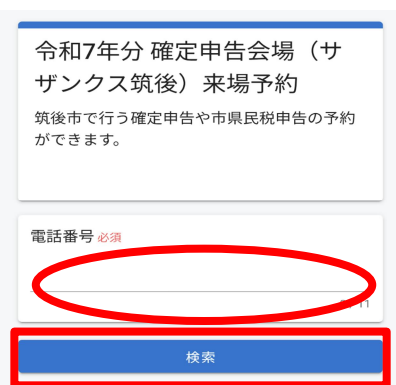 令和7年分 確定申告会場（サ
ザンクス筑後）来場予約
筑後市で行う確定申告や市県民税申告の予約
ができます。
電話番号 必須
検索